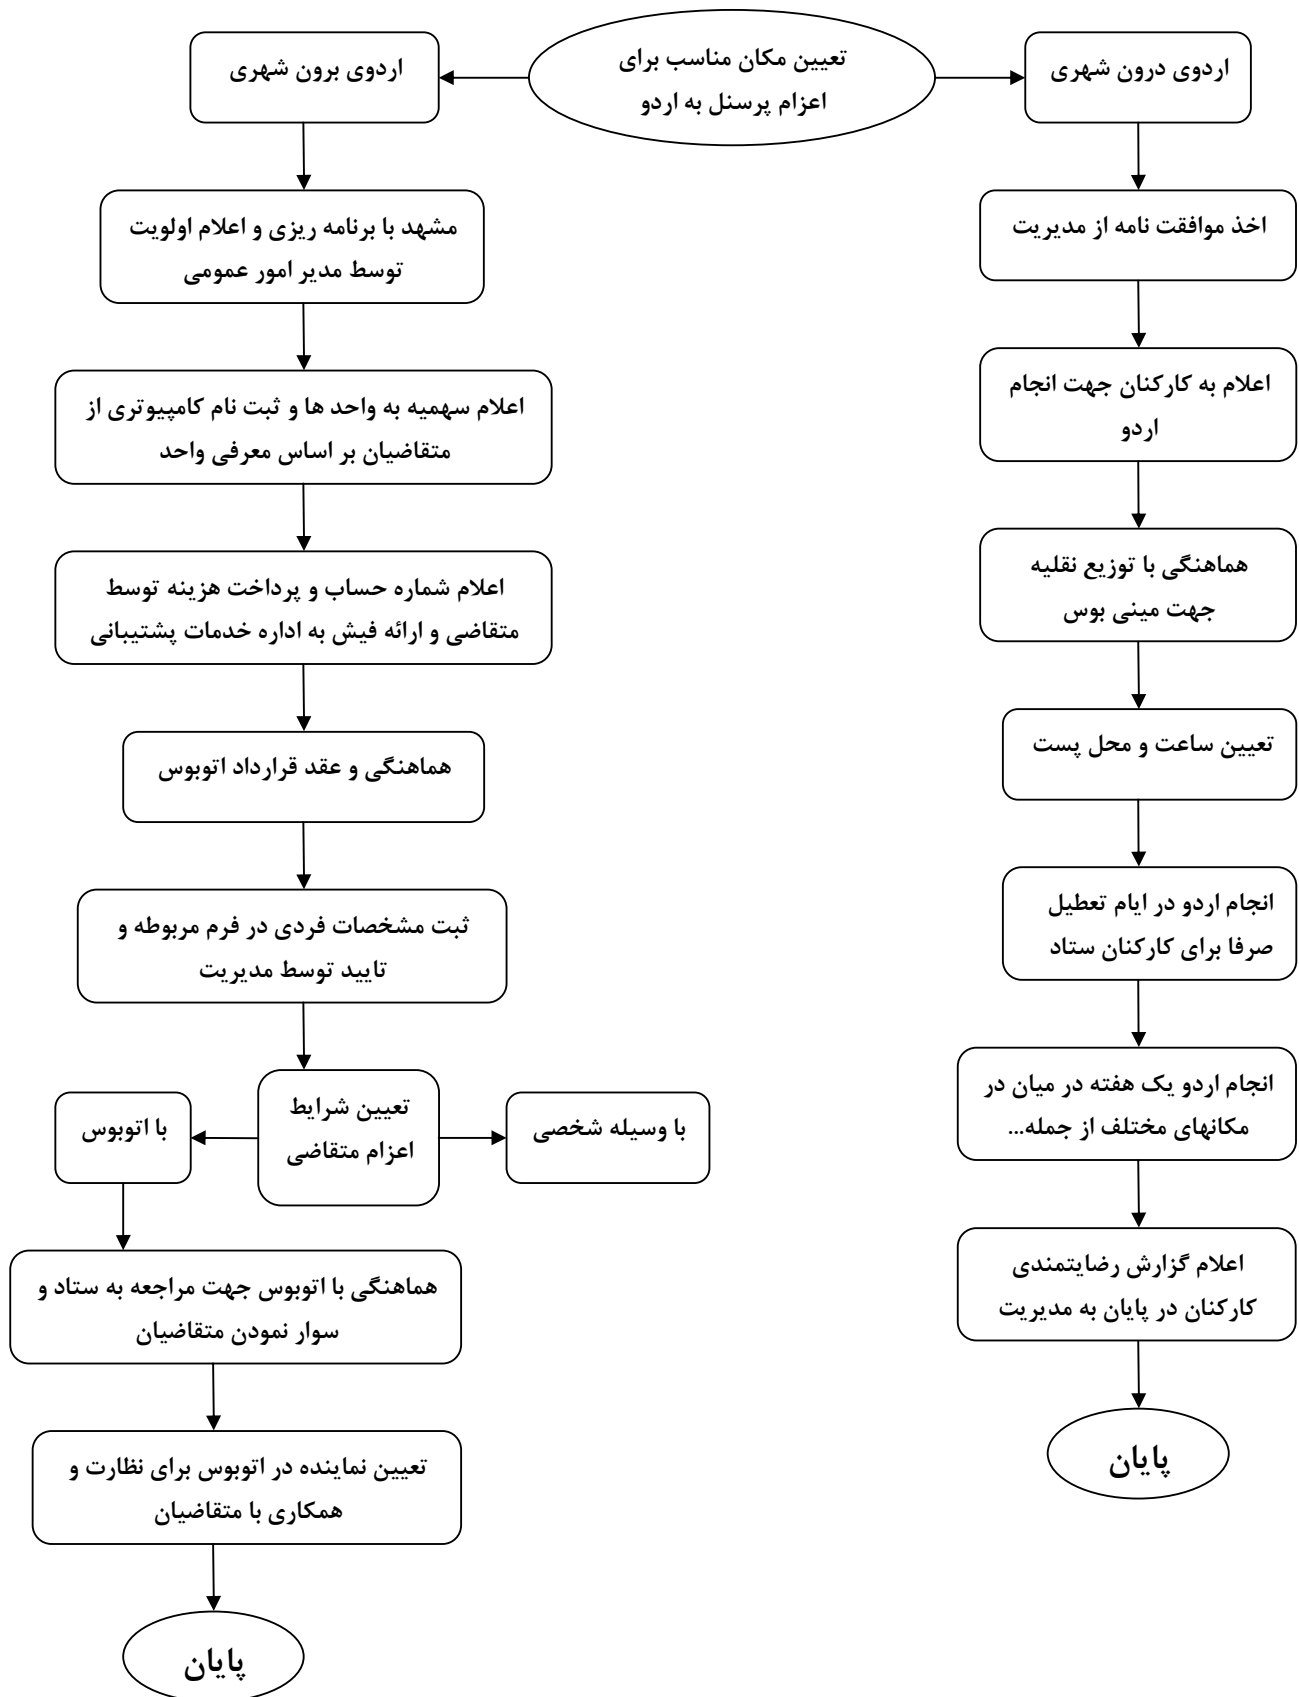 تعیین مکان مناسب برای
اعزام پرسنل به اردو
اردوی درون شهری
اخذ موافقت نامه از مدیریت
اعلام به کارکنان جهت انجام
اردو
هماهنگی با توزیع نقلیه
جهت مینی بوس
تعیین ساعت و محل پست
انجام اردو در ایام تعطیل
صرفا برای کارکنان ستاد
انجام اردو یک هفته در میان در
مکانهای مختلف از جمله...
اعلام گزارش رضایتمندی
کارکنان در پایان به مدیریت
پایان
اردوی برون شهری
مشهد با برنامه ریزی و اعلام اولویت
توسط مدیر امور عمومی
اعلام سهمیه به واحد ها و ثبت نام کامپیوتری از
متقاضیان بر اساس معرفی واحد
اعلام شماره حساب و پرداخت هزینه توسط
متقاضی و ارائه فیش به اداره خدمات پشتیبانی
هماهنگی و عقد قرارداد اتوبوس
ثبت مشخصات فردی در فرم مربوطه و
تایید توسط مدیریت
تعیین شرایط
اعزام متقاضی
با وسیله شخصی
با اتوبوس
هماهنگی با اتوبوس جهت مراجعه به ستاد و
سوار نمودن متقاضیان
تعیین نماینده در اتوبوس برای نظارت و
همکاری با متقاضیان
پایان